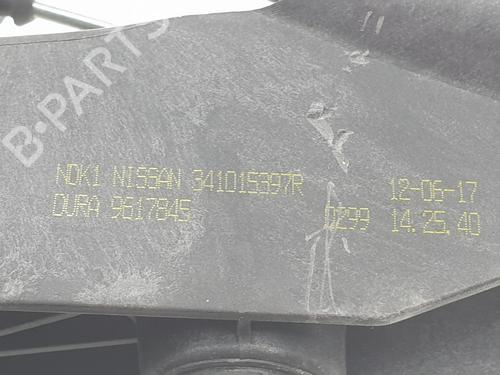 B-PARTS
NDK1 NISSAN 341015397R 12-06-17
DURA 9617845 0299 14.25.40